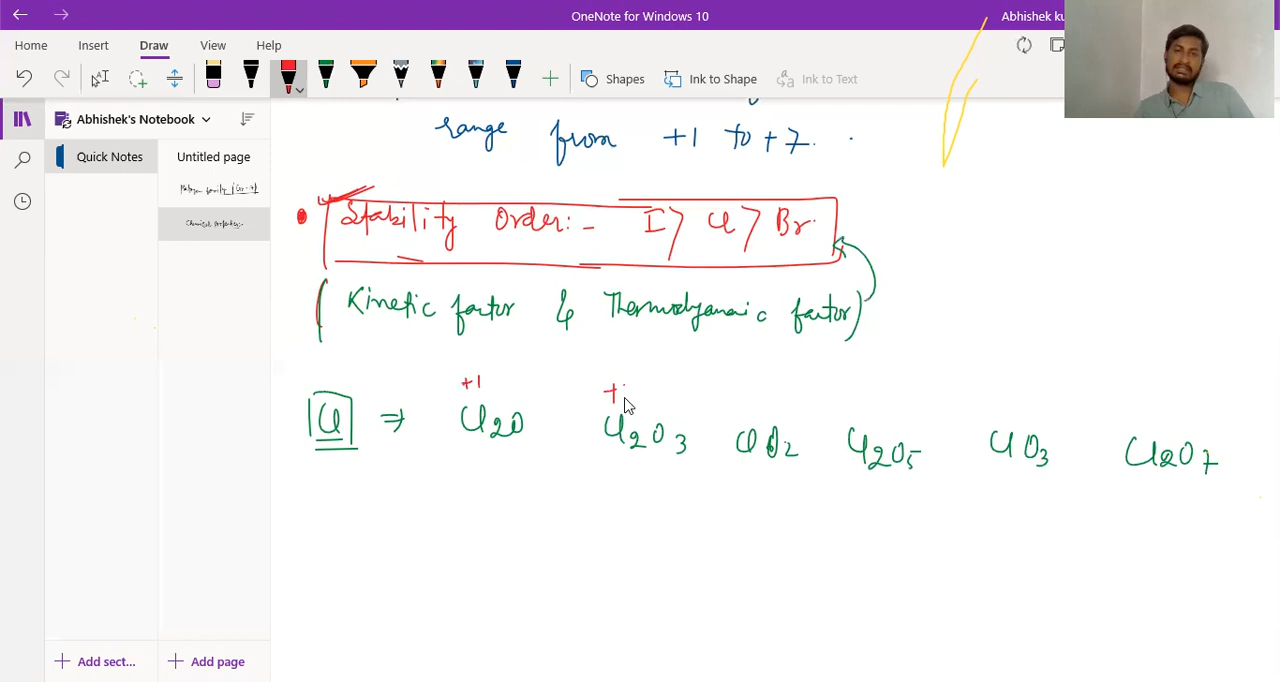 OneNote for Windows 10
Abhishek ku
Home Insert Draw View Help
Shapes Ink to Shape Ink to Text
Abhishek's Notebook
Quick Notes
Untitled page
range from +1 to +7.
Stability Order:- I > Cl > Br.
(Kinetic factor & Thermodynamic factor)
+1 +
Cl ⇒ Cl2O Cl2O3 ClO2 Cl2O5 ClO3 Cl2O7
+ Add sect... + Add page